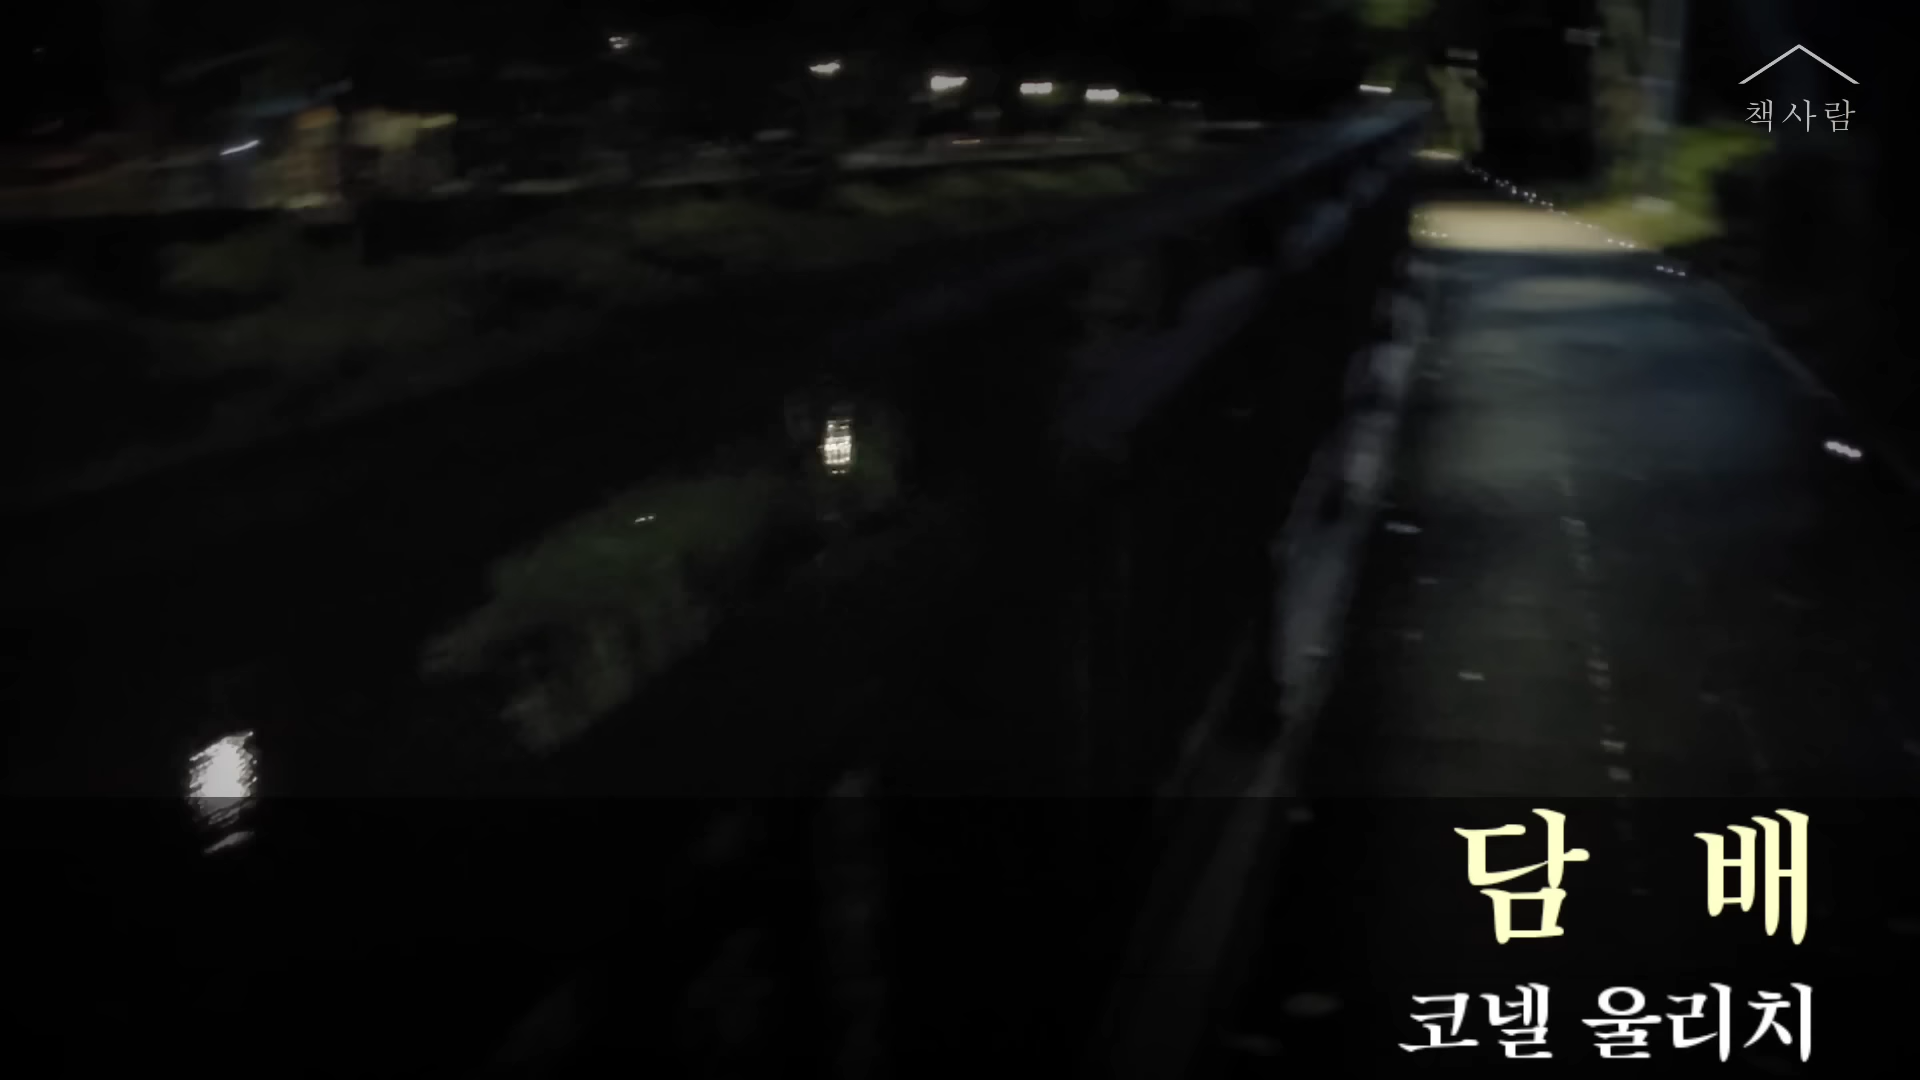 책사람
담 배
코넬 울리치